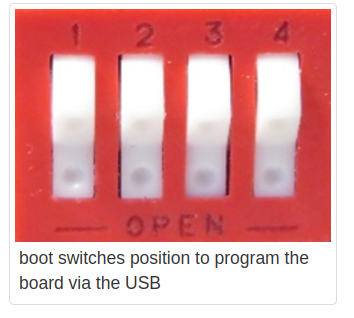 1 2 3 4
OPEN
boot switches position to program the
board via the USB